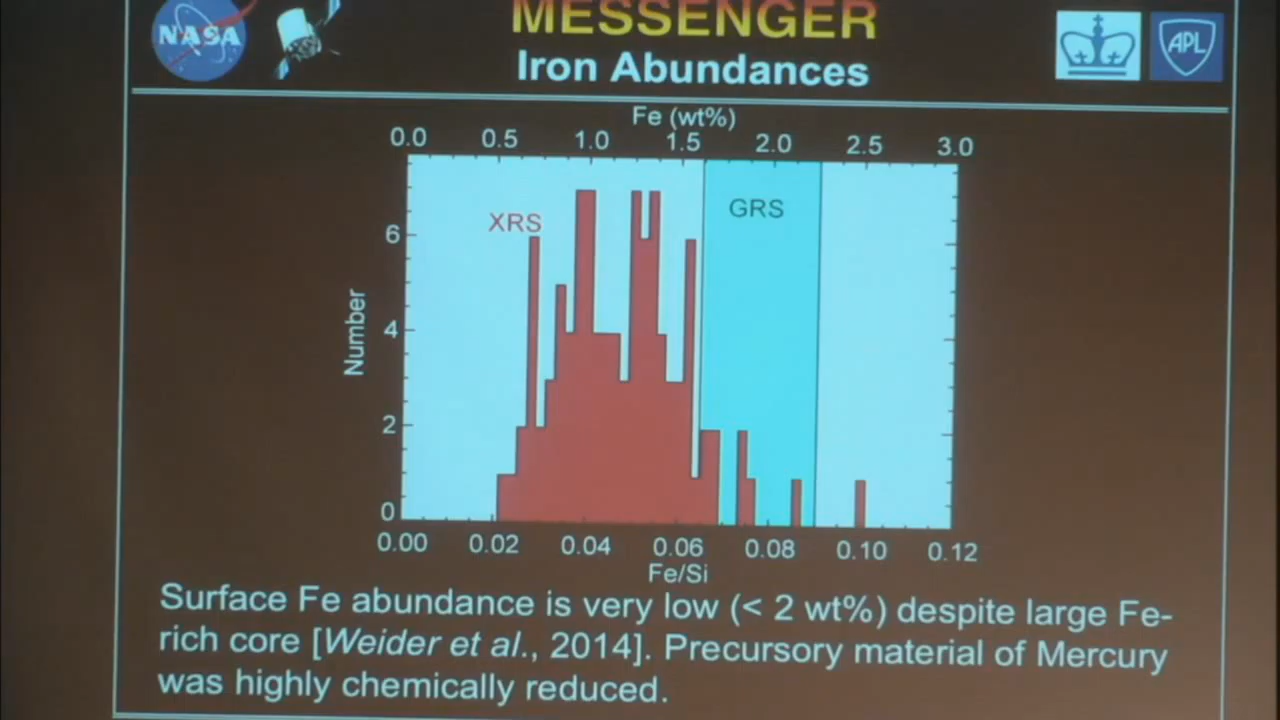 NASA
MESSENGER
Iron Abundances
APL
Fe (wt%)
0.0 0.5 1.0 1.5 2.0 2.5 3.0
XRS
GRS
6
4
2
0
Number
0.00 0.02 0.04 0.06 0.08 0.10 0.12
Fe/Si
Surface Fe abundance is very low (< 2 wt%) despite large Fe-
rich core [Weider et al., 2014]. Precursory material of Mercury
was highly chemically reduced.